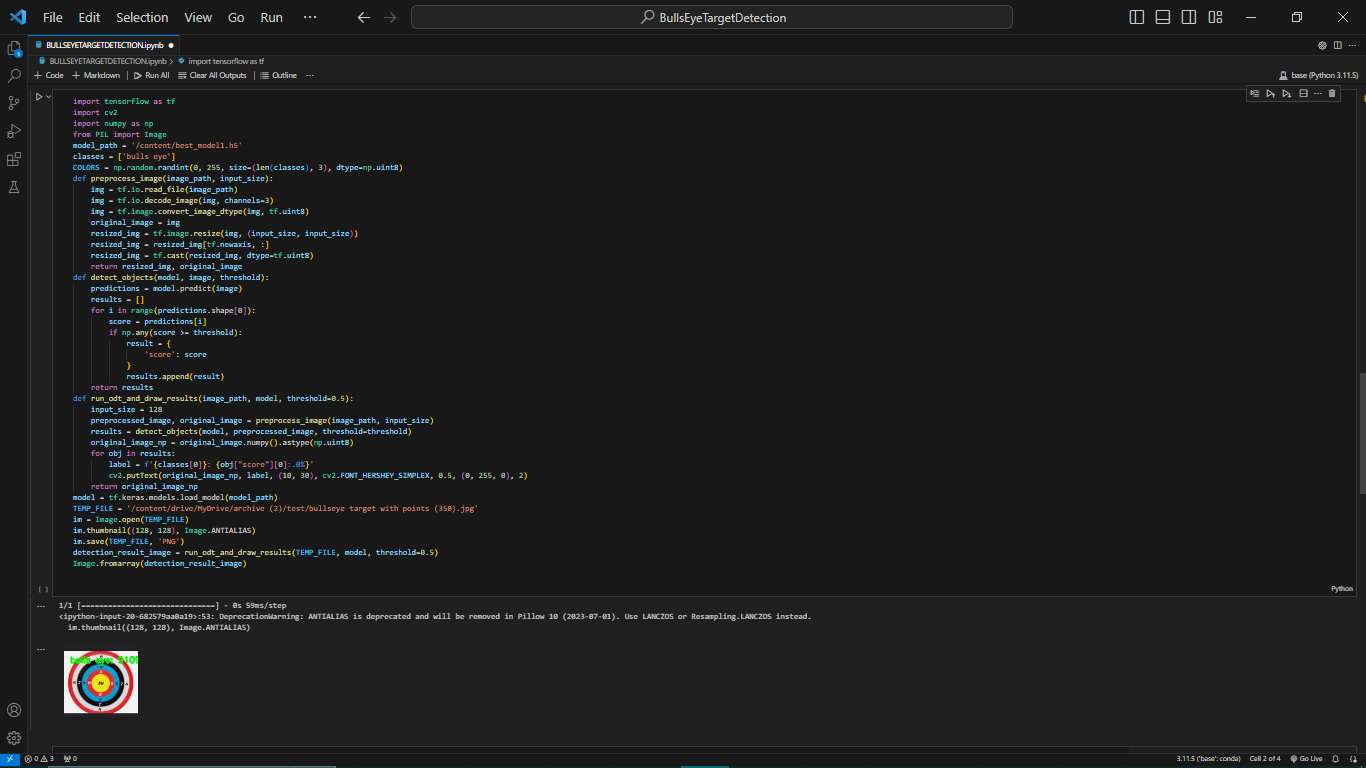 File Edit Selection View Go Run ··· BullsEyeTargetDetection
BULLSEYETARGETDETECTION.ipynb
BULLSEYETARGETDETECTION.ipynb > import tensorflow as tf
+ Code + Markdown | Run All Clear All Outputs | Outline ··· base (Python 3.11.5)
import tensorflow as tf
import cv2
import numpy as np
from PIL import Image
model_path = '/content/best_model1.h5'
classes = ['bulls eye']
COLORS = np.random.randint(0, 255, size=(len(classes), 3), dtype=np.uint8)
def preprocess_image(image_path, input_size):
    img = tf.io.read_file(image_path)
    img = tf.io.decode_image(img, channels=3)
    img = tf.image.convert_image_dtype(img, tf.uint8)
    original_image = img
    resized_img = tf.image.resize(img, (input_size, input_size))
    resized_img = resized_img[tf.newaxis, :]
    resized_img = tf.cast(resized_img, dtype=tf.uint8)
    return resized_img, original_image
def detect_objects(model, image, threshold):
    predictions = model.predict(image)
    results = []
    for i in range(predictions.shape[0]):
        score = predictions[i]
        if np.any(score >= threshold):
            result = {
                'score': score
            }
            results.append(result)
    return results
def run_odt_and_draw_results(image_path, model, threshold=0.5):
    input_size = 128
    preprocessed_image, original_image = preprocess_image(image_path, input_size)
    results = detect_objects(model, preprocessed_image, threshold=threshold)
    original_image_np = original_image.numpy().astype(np.uint8)
    for obj in results:
        label = f'{classes[0]}: {obj["score"][0]:.0%}'
        cv2.putText(original_image_np, label, (10, 30), cv2.FONT_HERSHEY_SIMPLEX, 0.5, (0, 255, 0), 2)
    return original_image_np
model = tf.keras.models.load_model(model_path)
TEMP_FILE = '/content/drive/MyDrive/archive (2)/test/bullseye target with points (350).jpg'
im = Image.open(TEMP_FILE)
im.thumbnail((128, 128), Image.ANTIALIAS)
im.save(TEMP_FILE, 'PNG')
detection_result_image = run_odt_and_draw_results(TEMP_FILE, model, threshold=0.5)
Image.fromarray(detection_result_image)
[ ] Python
1/1 [==============================] - 0s 59ms/step
<ipython-input-20-682579aa0a19>:53: DeprecationWarning: ANTIALIAS is deprecated and will be removed in Pillow 10 (2023-07-01). Use LANCZOS or Resampling.LANCZOS instead.
  im.thumbnail((128, 128), Image.ANTIALIAS)
bulls eye:
0 3 0 3.11.5 ('base': conda) Cell 2 of 4 Go Live